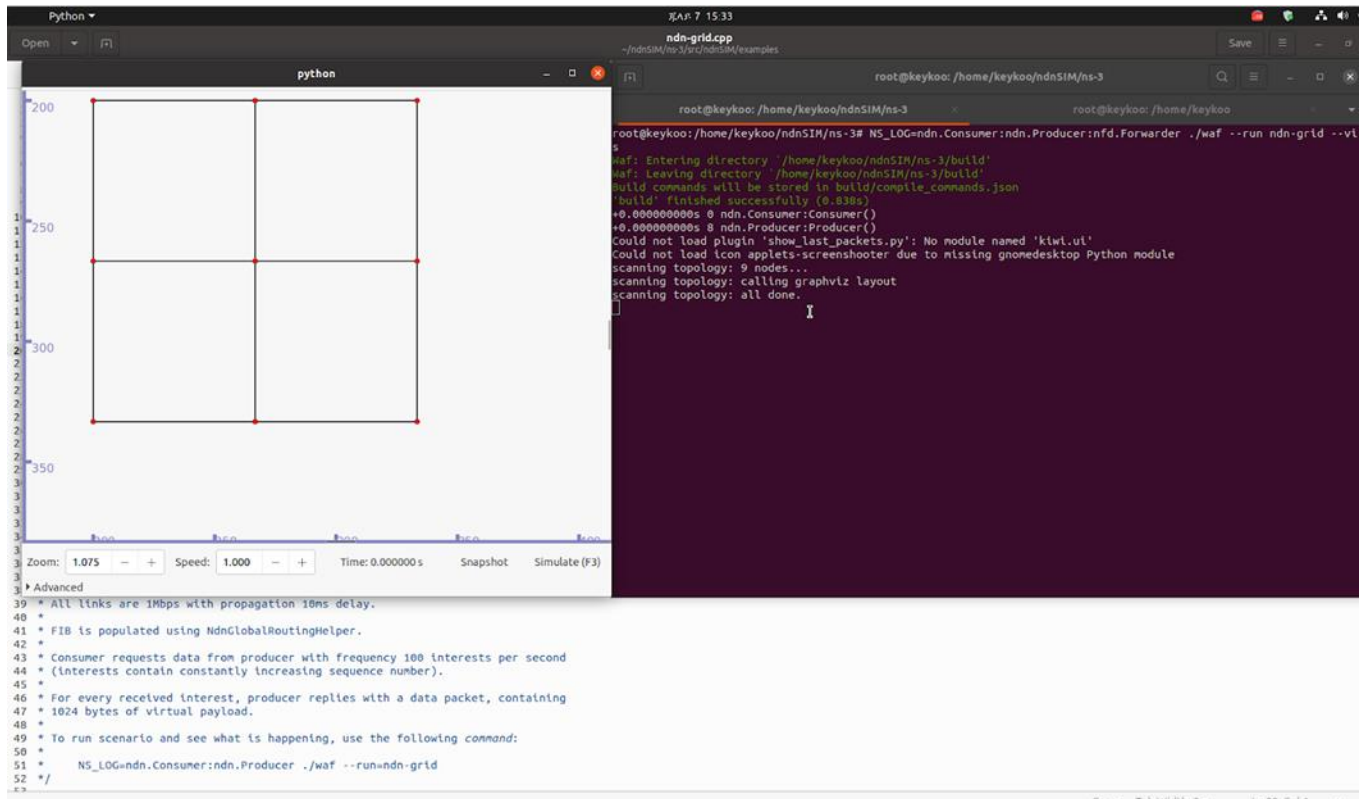 Python
7 15:33
Open
ndn-grid.cpp
~/ndnSIM/ns-3/src/ndnSIM/examples
Save
python
root@keykoo: /home/keykoo/ndnSIM/ns-3
root@keykoo: /home/keykoo/ndnSIM/ns-3
root@keykoo: /home/keykoo
200
250
300
350
root@keykoo:/home/keykoo/ndnSIM/ns-3# NS_LOG=ndn.Consumer:ndn.Producer:nfd.Forwarder ./waf --run ndn-grid --vi
s
Waf: Entering directory `/home/keykoo/ndnSIM/ns-3/build'
Waf: Leaving directory `/home/keykoo/ndnSIM/ns-3/build'
Build commands will be stored in build/compile_commands.json
'build' finished successfully (0.838s)
+0.000000000s 0 ndn.Consumer:Consumer()
+0.000000000s 8 ndn.Producer:Producer()
Could not load plugin 'show_last_packets.py': No module named 'kiwi.ui'
Could not load icon applets-screenshooter due to missing gnomedesktop Python module
scanning topology: 9 nodes...
scanning topology: calling graphviz layout
scanning topology: all done.
Zoom: 1.075 − + Speed: 1.000 − + Time: 0.000000 s Snapshot Simulate (F3)
Advanced
39 * All links are 1Mbps with propagation 10ms delay.
40 *
41 * FIB is populated using NdnGlobalRoutingHelper.
42 *
43 * Consumer requests data from producer with frequency 100 interests per second
44 * (interests contain constantly increasing sequence number).
45 *
46 * For every received interest, producer replies with a data packet, containing
47 * 1024 bytes of virtual payload.
48 *
49 * To run scenario and see what is happening, use the following command:
50 *
51 * NS_LOG=ndn.Consumer:ndn.Producer ./waf --run=ndn-grid
52 */